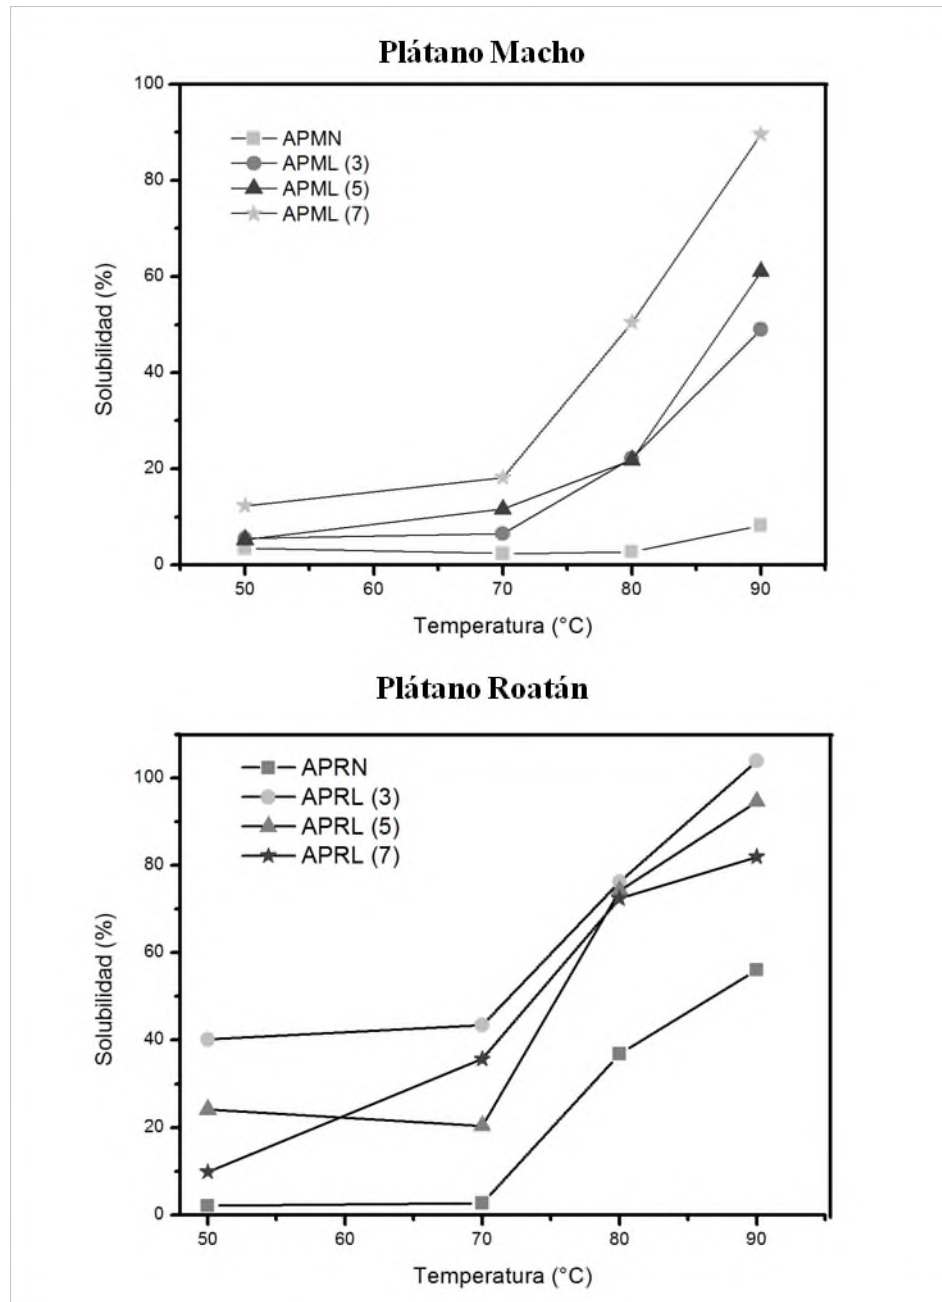 Plátano Macho
100
80
60
40
20
0
Solubilidad (%)
APMN
APML (3)
APML (5)
APML (7)
50 60 70 80 90
Temperatura (°C)
Plátano Roatán
100
80
60
40
20
0
Solubilidad (%)
APRN
APRL (3)
APRL (5)
APRL (7)
50 60 70 80 90
Temperatura (°C)